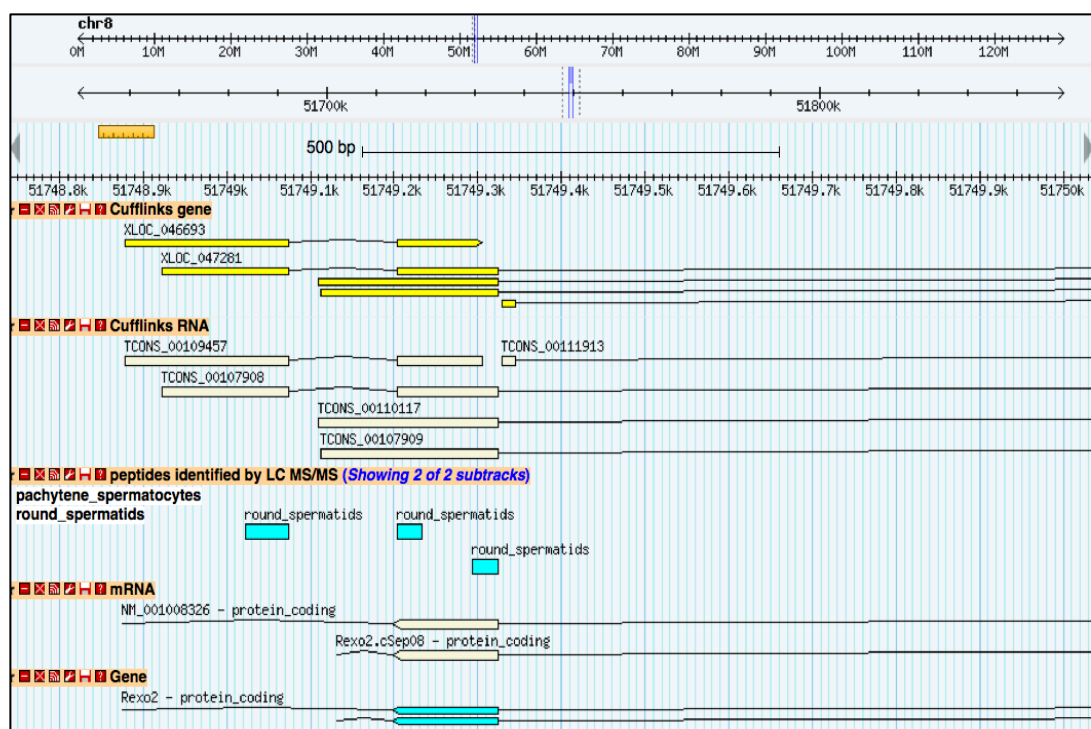 chr8
0M 10M 20M 30M 40M 50M 60M 70M 80M 90M 100M 110M 120M
51700k 51800k
500 bp
51748.8k 51748.9k 51749k 51749.1k 51749.2k 51749.3k 51749.4k 51749.5k 51749.6k 51749.7k 51749.8k 51749.9k 51750k
Cufflinks gene
XLOC_046693
XLOC_047281
Cufflinks RNA
TCONS_00109457 TCONS_00111913
TCONS_00107908
TCONS_00110117
TCONS_00107909
peptides identified by LC MS/MS (Showing 2 of 2 subtracks)
pachytene_spermatocytes
round_spermatids round_spermatids round_spermatids
round_spermatids
mRNA
NM_001008326 - protein_coding
Rexo2.cSep08 - protein_coding
Gene
Rexo2 - protein_coding